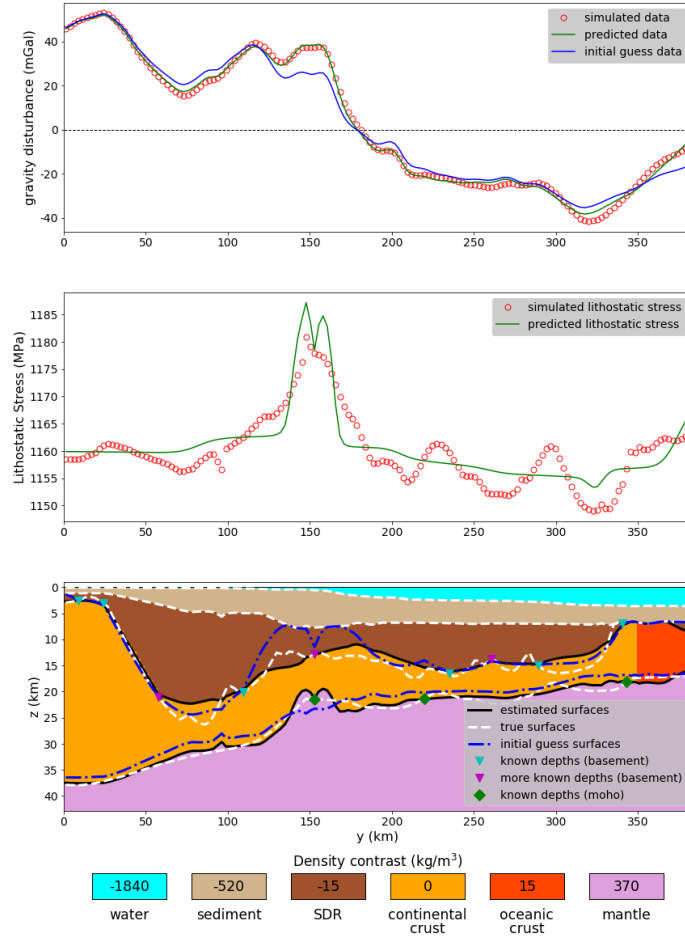 simulated data
predicted data
initial guess data
gravity disturbance (mGal)
40
20
0
-20
-40
0 50 100 150 200 250 300 350
simulated lithostatic stress
predicted lithostatic stress
Lithostatic Stress (MPa)
1185
1180
1175
1170
1165
1160
1155
1150
0 50 100 150 200 250 300 350
z (km)
0
5
10
15
20
25
30
35
40
estimated surfaces
true surfaces
initial guess surfaces
known depths (basement)
more known depths (basement)
known depths (moho)
0 50 100 150 200 250 300 350
y (km)
Density contrast (kg/m³)
-1840 -520 -15 0 15 370
water sediment SDR continental oceanic mantle
crust crust